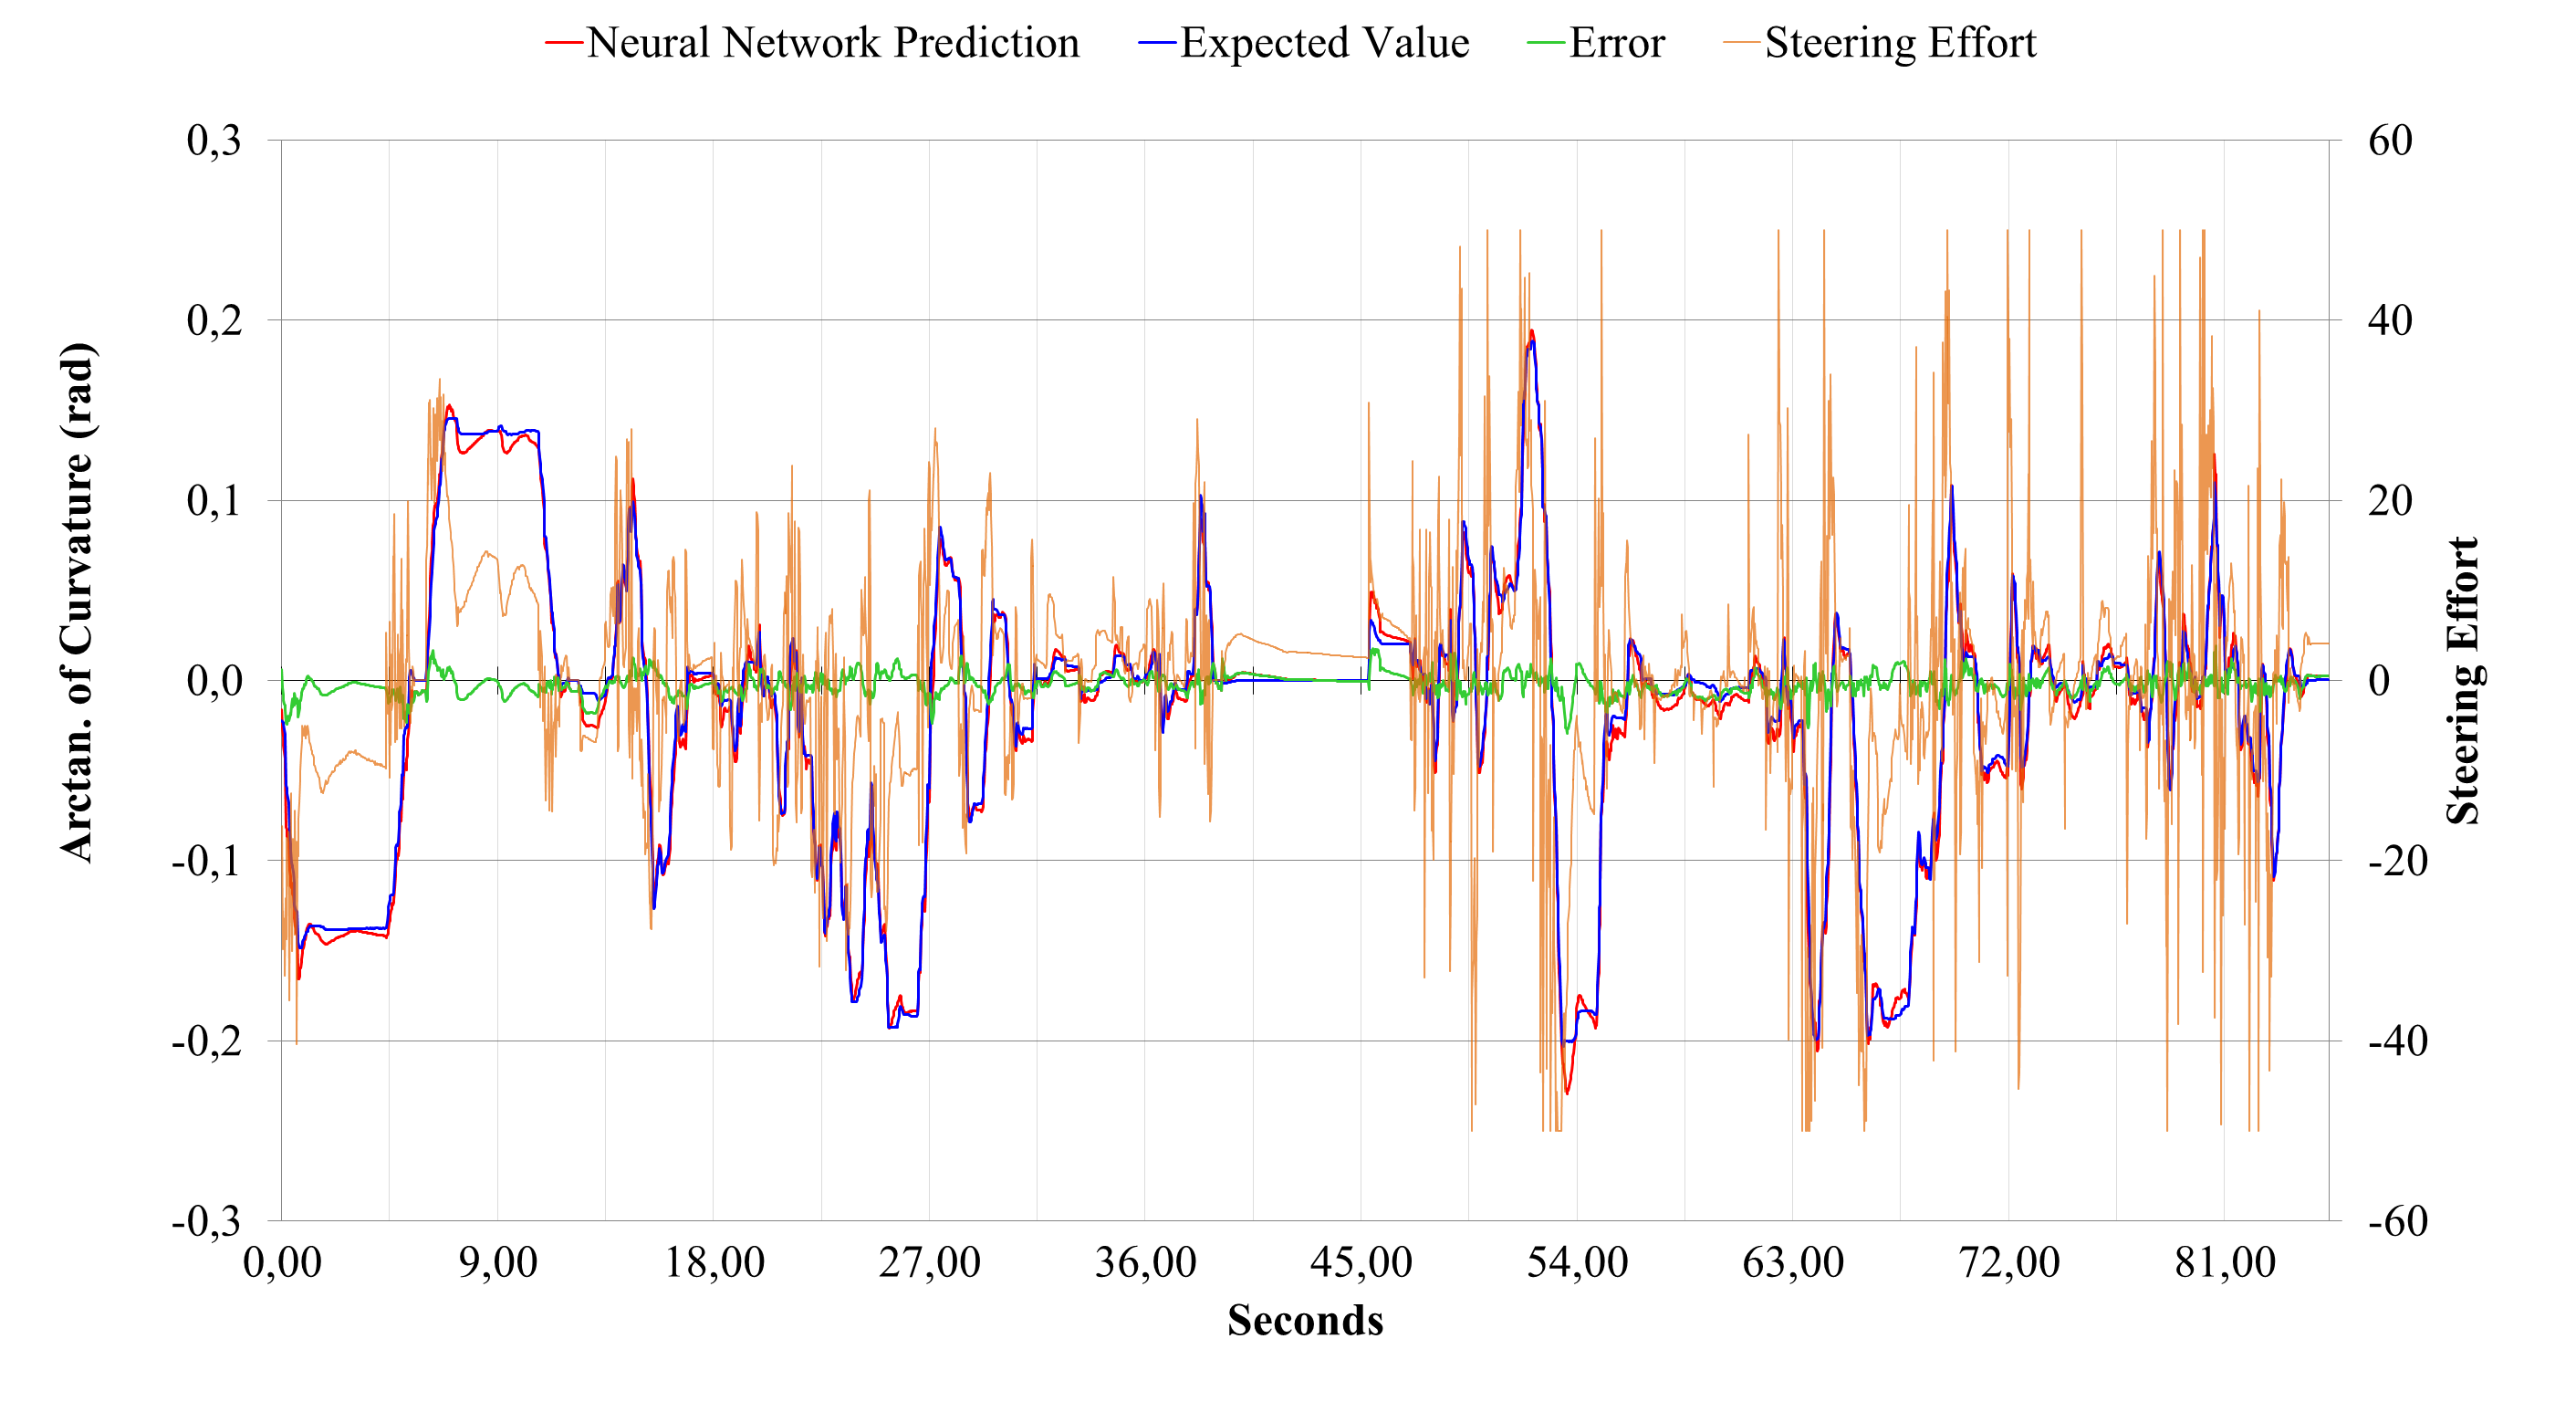 Neural Network Prediction Expected Value Error Steering Effort
0,3 60
0,2 40
0,1 20
0,0 0
-0,1 -20
-0,2 -40
-0,3 -60
Arctan. of Curvature (rad)
Steering Effort
0,00 9,00 18,00 27,00 36,00 45,00 54,00 63,00 72,00 81,00
Seconds